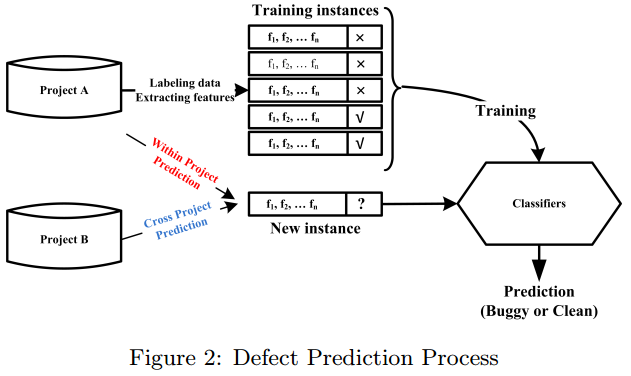 Training instances
f₁, f₂, ... fₙ ×
f₁, f₂, ... fₙ ×
f₁, f₂, ... fₙ ×
f₁, f₂, ... fₙ √
f₁, f₂, ... fₙ √
Project A
Labeling data
Extracting features
Training
Within Project
Prediction
Cross Project
Prediction
Project B
f₁, f₂, ... fₙ ?
New instance
Classifiers
Prediction
(Buggy or Clean)
Figure 2: Defect Prediction Process